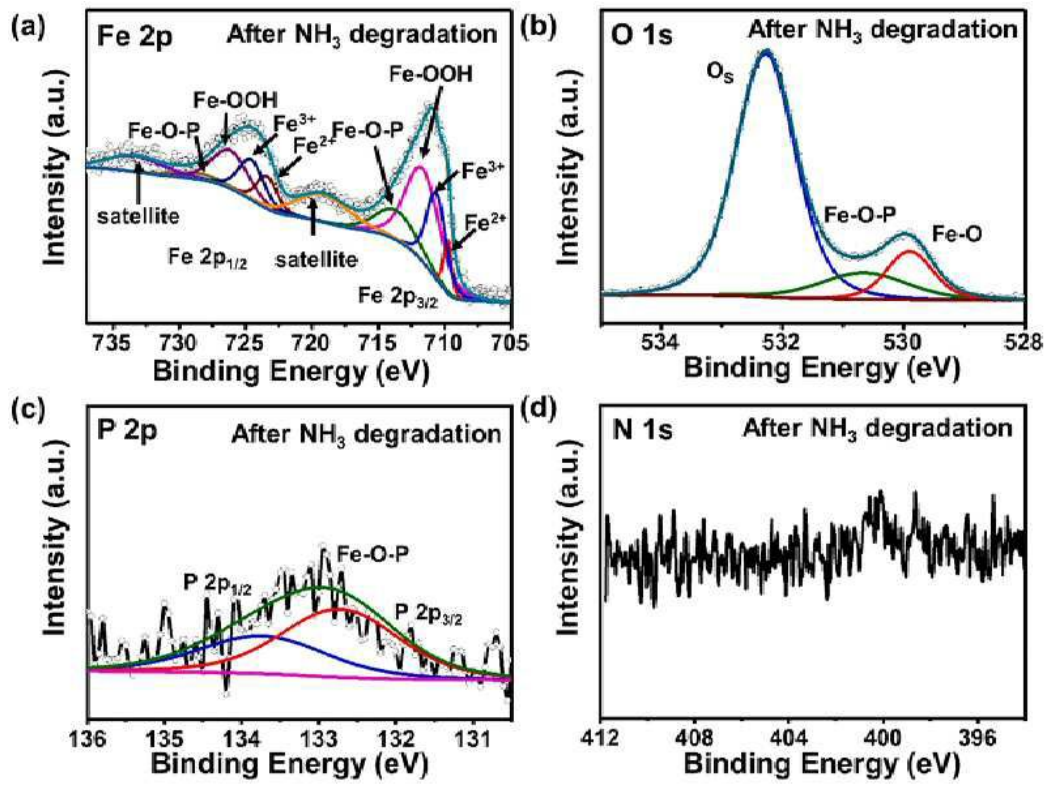 (a)
Fe 2p
After NH3 degradation
Fe-OOH
Fe-OOH
Fe3+
Fe-O-P
Fe-O-P
Fe2+
Fe3+
Fe2+
satellite
Fe 2p1/2
satellite
Fe 2p3/2
Intensity (a.u.)
735 730 725 720 715 710 705
Binding Energy (eV)
(b)
O 1s
After NH3 degradation
OS
Fe-O-P
Fe-O
Intensity (a.u.)
534 532 530 528
Binding Energy (eV)
(c)
P 2p
After NH3 degradation
Fe-O-P
P 2p1/2
P 2p3/2
Intensity (a.u.)
136 135 134 133 132 131
Binding Energy (eV)
(d)
N 1s
After NH3 degradation
Intensity (a.u.)
412 408 404 400 396
Binding Energy (eV)